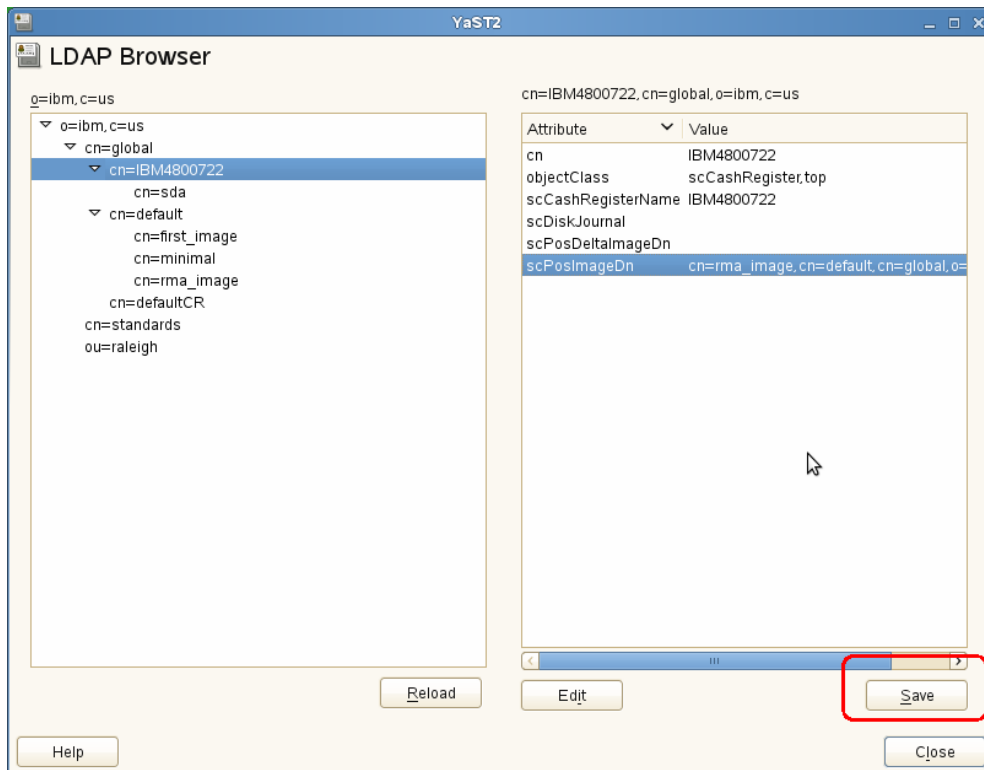 YaST2
LDAP Browser
o=ibm,c=us
o=ibm,c=us
cn=global
cn=IBM4800722
cn=sda
cn=default
cn=first_image
cn=minimal
cn=rma_image
cn=defaultCR
cn=standards
ou=raleigh
Reload
cn=IBM4800722,cn=global,o=ibm,c=us
Attribute Value
cn IBM4800722
objectClass scCashRegister,top
scCashRegisterName IBM4800722
scDiskJournal
scPosDeltaImageDn
scPosImageDn cn=rma_image,cn=default,cn=global,o=
Edit Save
Help Close